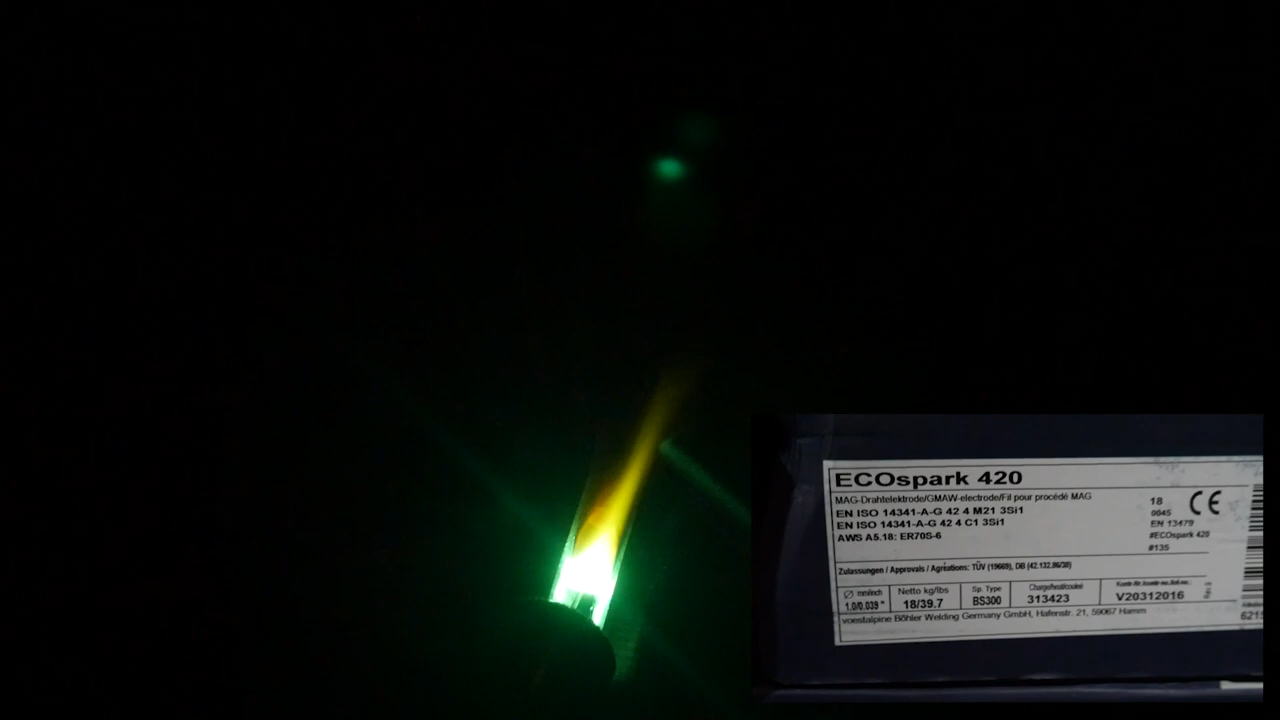 ECOspark 420
MAG-Drahtelektrode/GMAW-electrode/Fil pour procédé MAG
EN ISO 14341-A-G 42 4 M21 3Si1
EN ISO 14341-A-G 42 4 C1 3Si1
AWS A5.18: ER70S-6
18 CE
0045
EN 13479
#ECOspark 420
#135
Zulassungen / Approvals / Agréations: TÜV (19669), DB (42.132.86/38)
Ø mm/inch
1.0/0.039 *
Netto kg/lbs
18/39.7
Sp. Type
BS300
Charge/heat/coulée
313423
V20312016
voestalpine Böhler Welding Germany GmbH, Hafenstr. 21, 59067 Hamm